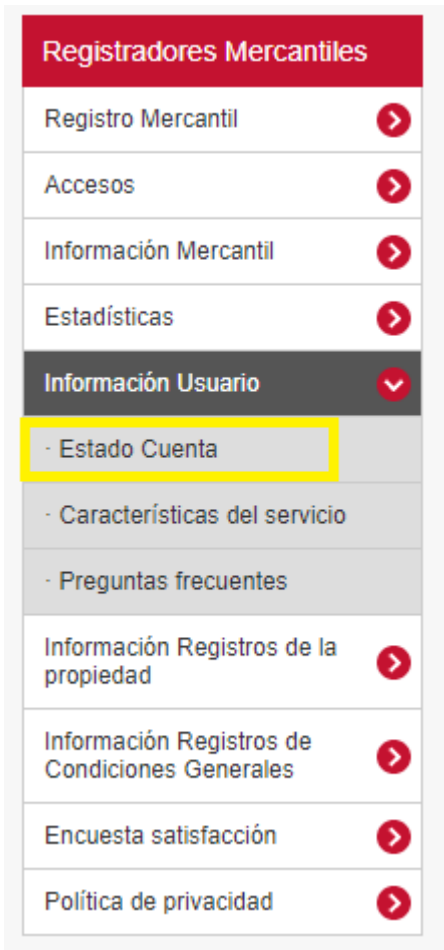 Registradores Mercantiles
Registro Mercantil
Accesos
Información Mercantil
Estadísticas
Información Usuario
· Estado Cuenta
· Características del servicio
· Preguntas frecuentes
Información Registros de la
propiedad
Información Registros de
Condiciones Generales
Encuesta satisfacción
Política de privacidad